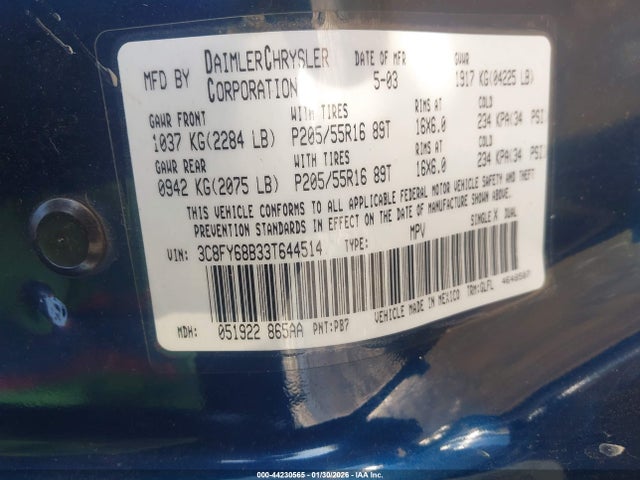 MFD BY DAIMLERCHRYSLER CORPORATION DATE OF MFR 5-03 GVWR 1917 KG(04225 LB)
GAWR FRONT WITH TIRES RIMS AT COLD
1037 KG(2284 LB) P205/55R16 89T 16X6.0 234 KPA(34 PSI)
GAWR REAR WITH TIRES RIMS AT COLD
0942 KG(2075 LB) P205/55R16 89T 16X6.0 234 KPA(34 PSI)
THIS VEHICLE CONFORMS TO ALL APPLICABLE FEDERAL MOTOR VEHICLE SAFETY AND THEFT
PREVENTION STANDARDS IN EFFECT ON THE DATE OF MANUFACTURE SHOWN ABOVE.
VIN: 3C8FY68B33T644514 TYPE: MPV SINGLE X DUAL
VEHICLE MADE IN MEXICO TRM:GLFL 4648507
MDH: 051922 865AA PNT:PB7
000-44230565 - 01/30/2026 - IAA Inc.